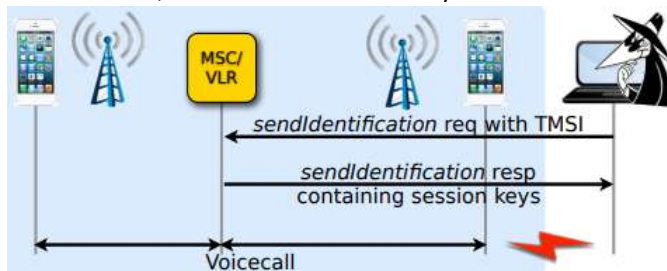 MSC/
VLR
sendIdentification req with TMSI
sendIdentification resp
containing session keys
Voicecall